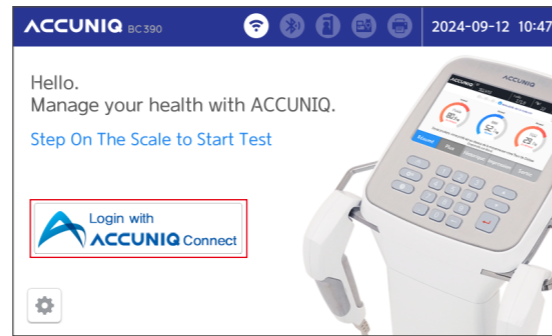 ACCUNIQ BC390
2024-09-12 10:47
Hello.
Manage your health with ACCUNIQ.
Step On The Scale to Start Test
Login with
ACCUNIQ Connect
ACCUNIQ